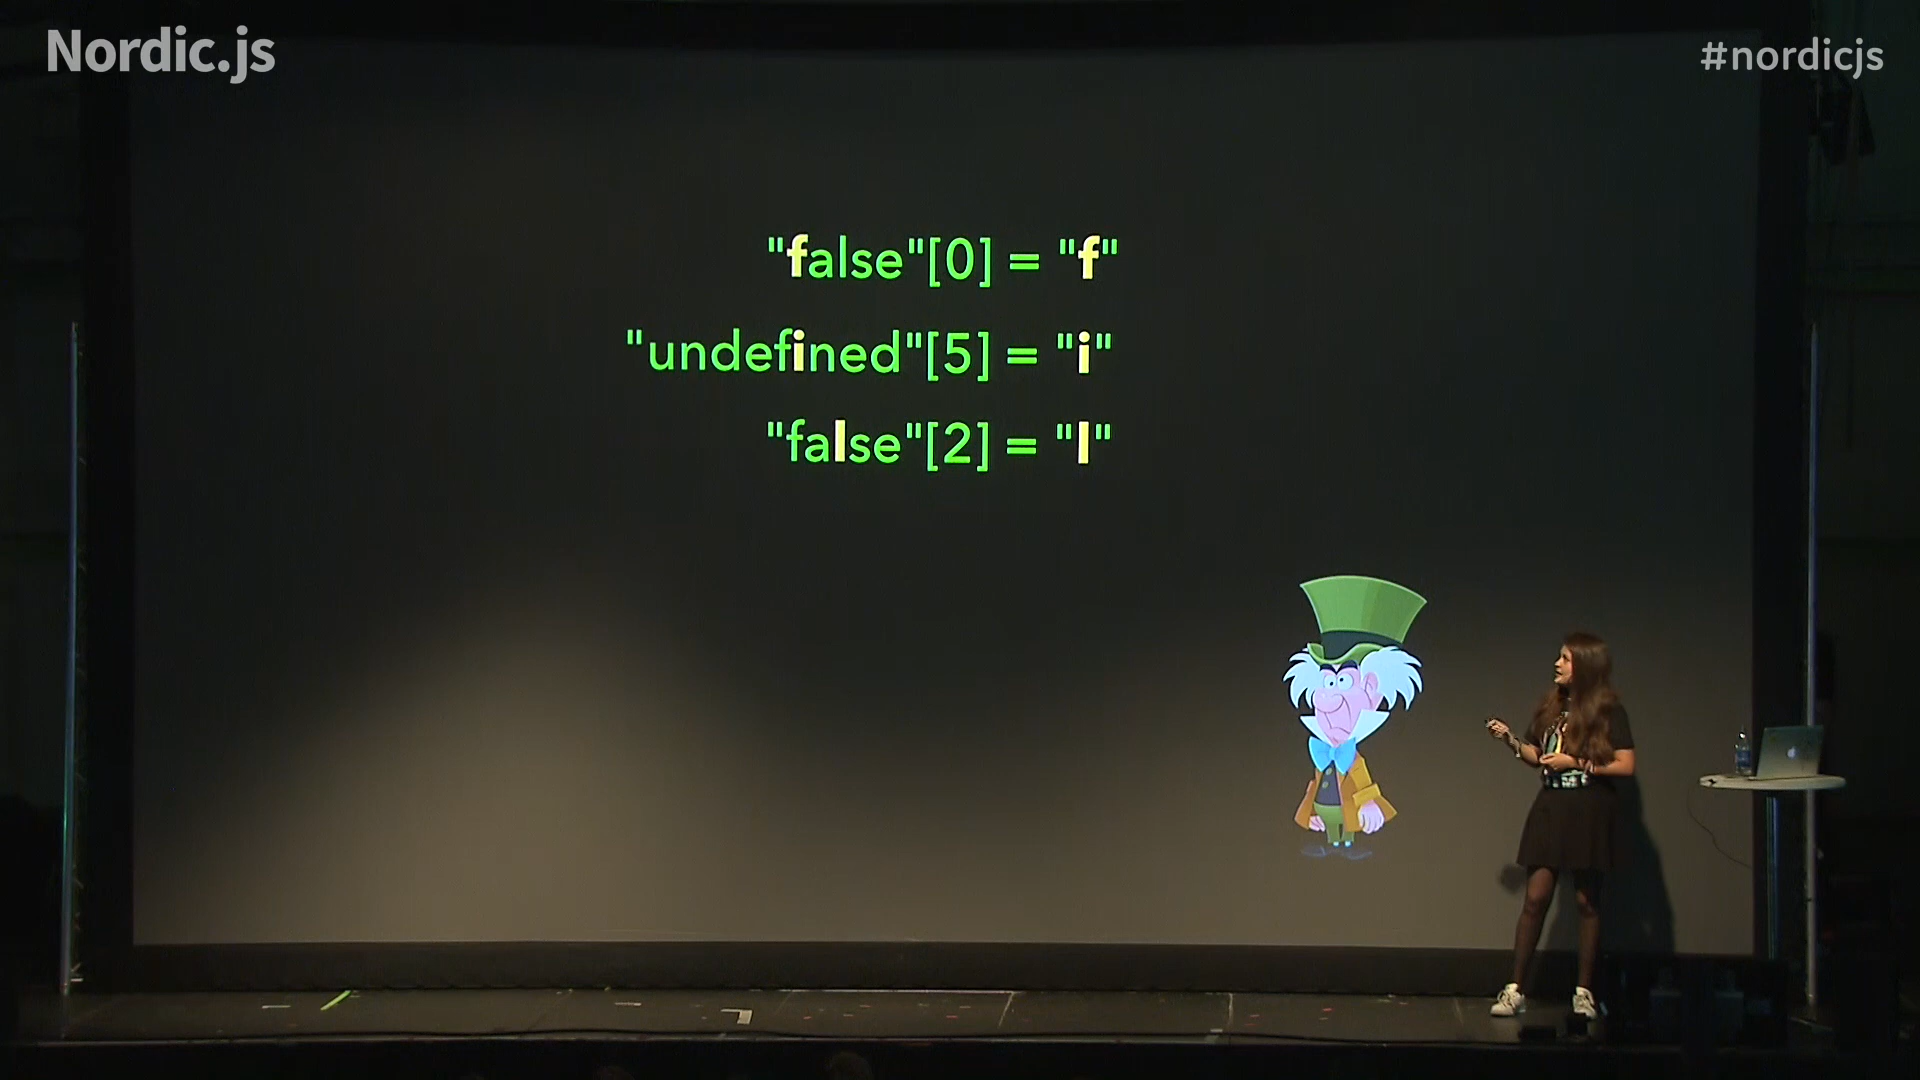 Nordic.js
#nordicjs
"false"[0] = "f"
"undefined"[5] = "i"
"false"[2] = "l"